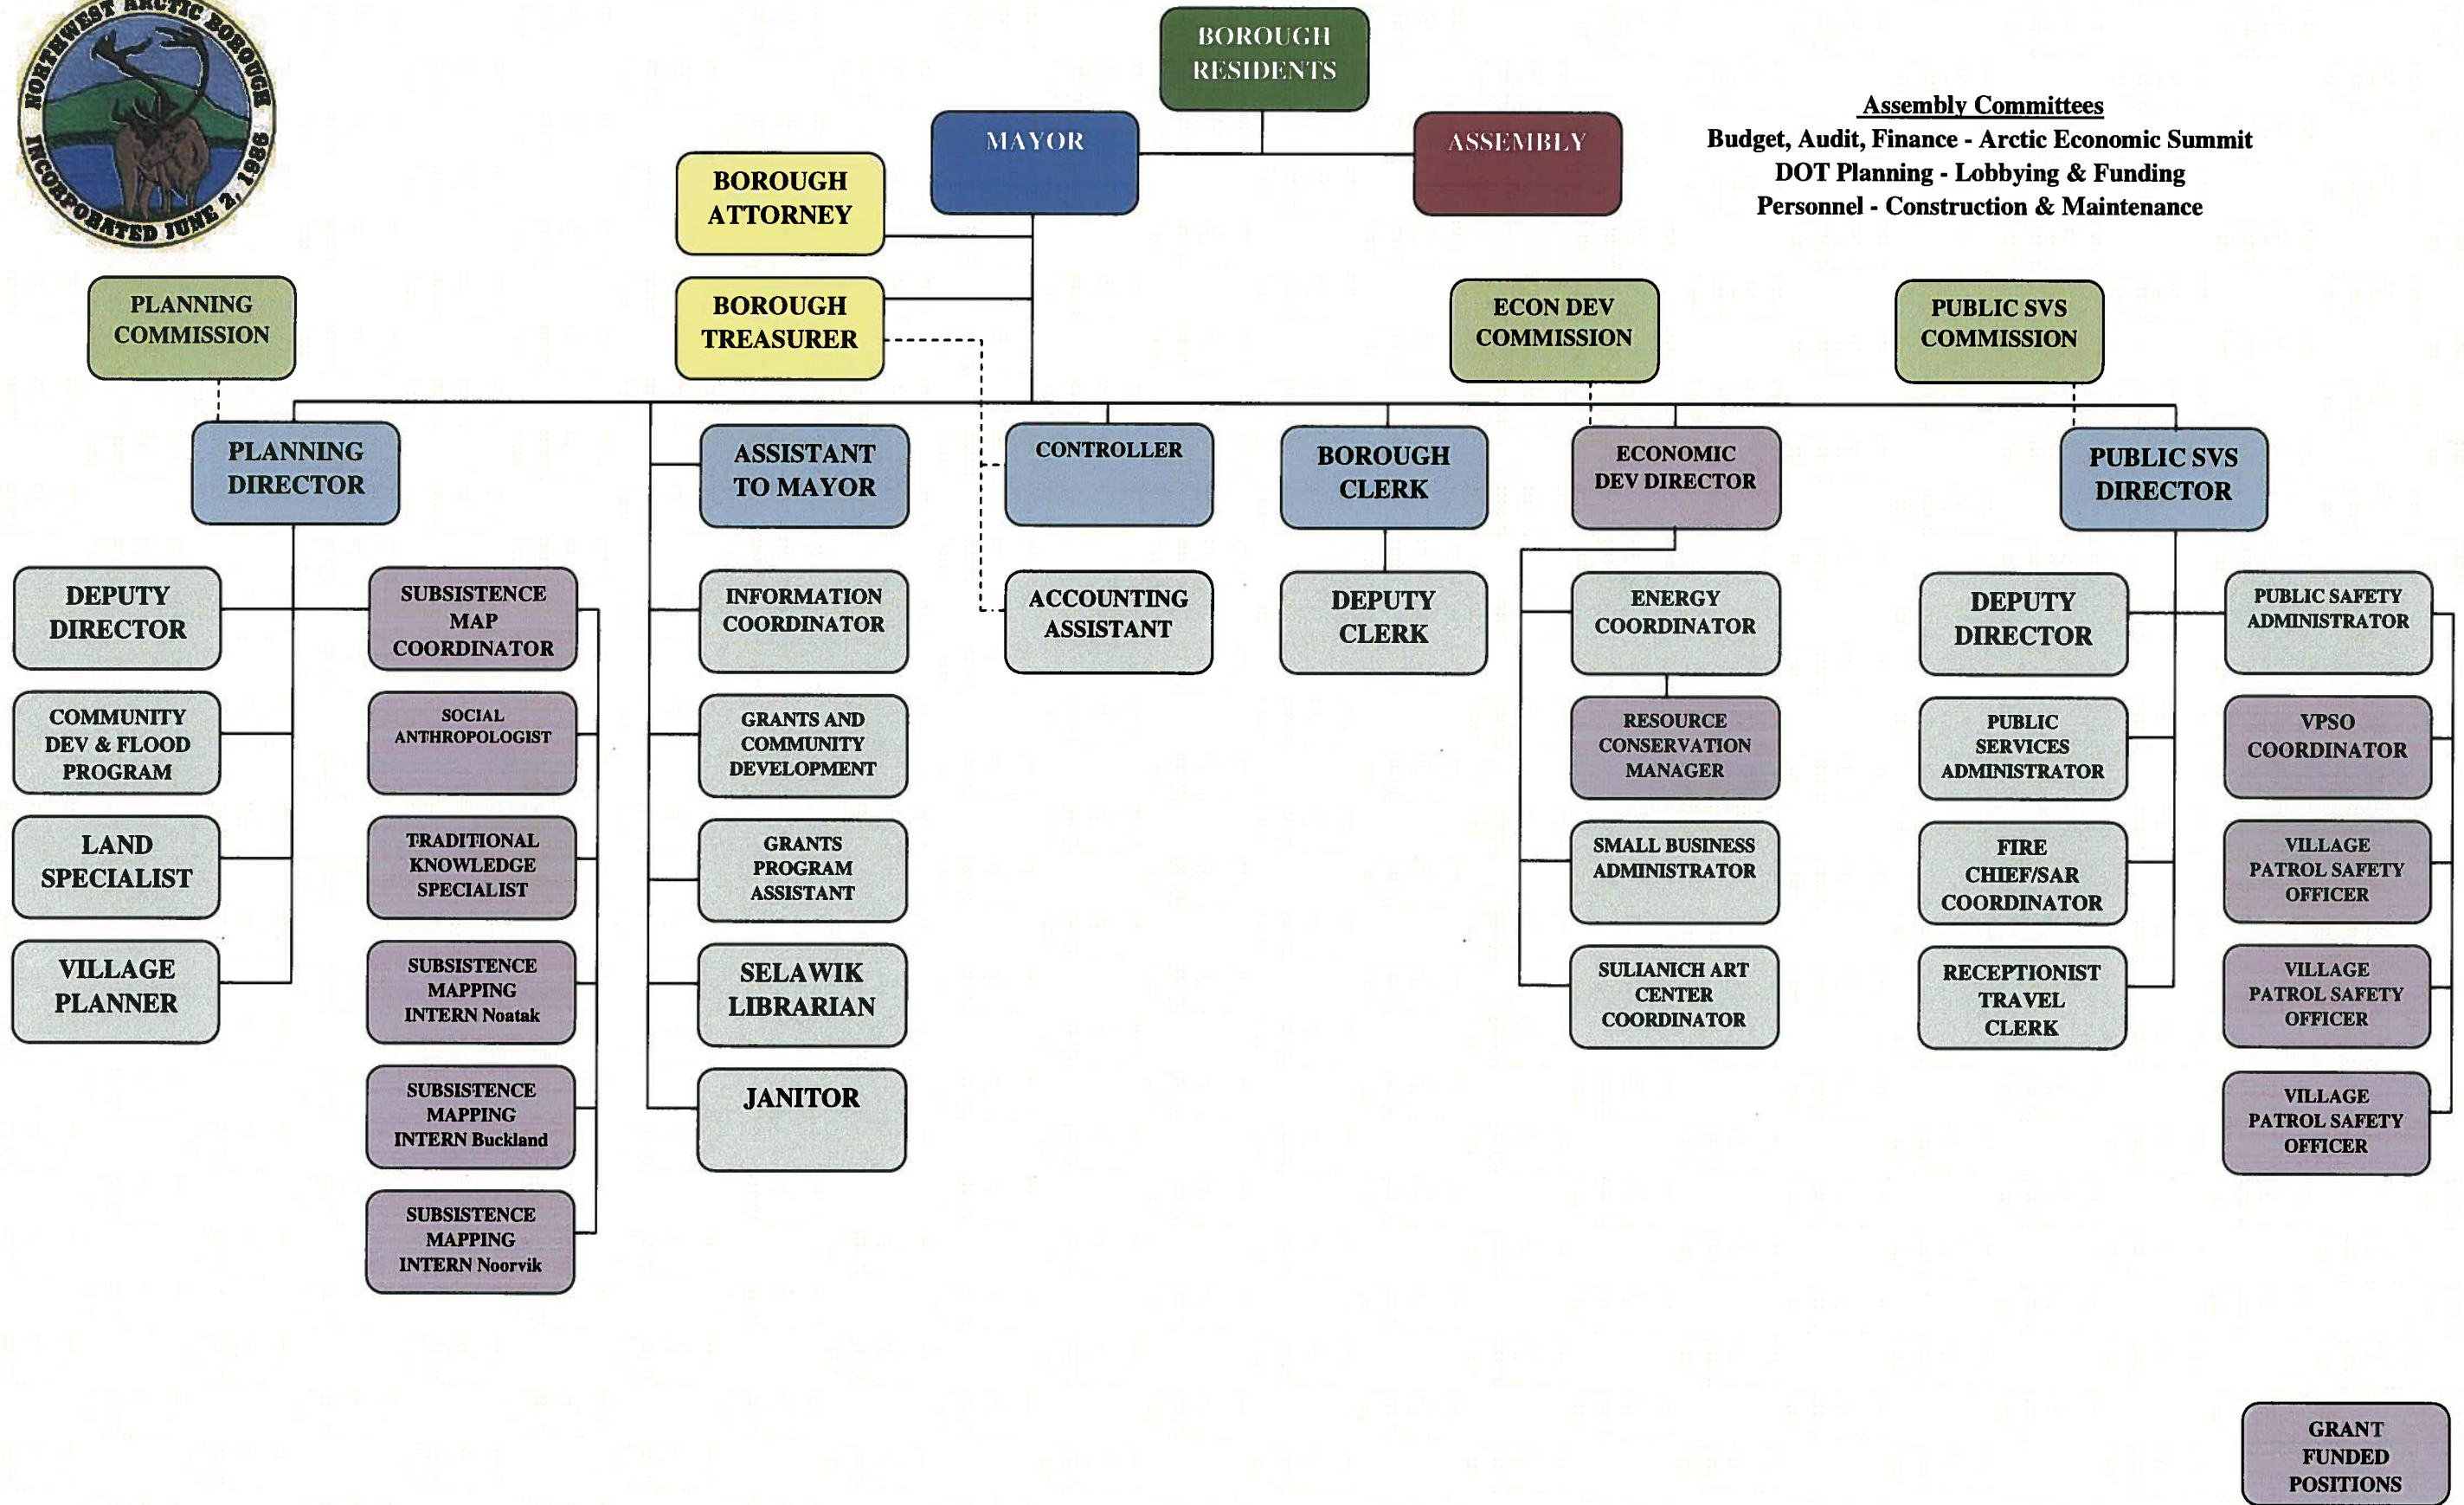 NORTHWEST ARCTIC BOROUGH
INCORPORATED JUNE 2, 1986
BOROUGH
RESIDENTS
MAYOR
ASSEMBLY
Assembly Committees
Budget, Audit, Finance - Arctic Economic Summit
DOT Planning - Lobbying & Funding
Personnel - Construction & Maintenance
BOROUGH
ATTORNEY
BOROUGH
TREASURER
PLANNING
COMMISSION
ECON DEV
COMMISSION
PUBLIC SVS
COMMISSION
PLANNING
DIRECTOR
ASSISTANT
TO MAYOR
CONTROLLER
BOROUGH
CLERK
ECONOMIC
DEV DIRECTOR
PUBLIC SVS
DIRECTOR
DEPUTY
DIRECTOR
COMMUNITY
DEV & FLOOD
PROGRAM
LAND
SPECIALIST
VILLAGE
PLANNER
SUBSISTENCE
MAP
COORDINATOR
SOCIAL
ANTHROPOLOGIST
TRADITIONAL
KNOWLEDGE
SPECIALIST
SUBSISTENCE
MAPPING
INTERN Noatak
SUBSISTENCE
MAPPING
INTERN Buckland
SUBSISTENCE
MAPPING
INTERN Noorvik
INFORMATION
COORDINATOR
GRANTS AND
COMMUNITY
DEVELOPMENT
GRANTS
PROGRAM
ASSISTANT
SELAWIK
LIBRARIAN
JANITOR
ACCOUNTING
ASSISTANT
DEPUTY
CLERK
ENERGY
COORDINATOR
RESOURCE
CONSERVATION
MANAGER
SMALL BUSINESS
ADMINISTRATOR
SULIANICH ART
CENTER
COORDINATOR
DEPUTY
DIRECTOR
PUBLIC
SERVICES
ADMINISTRATOR
FIRE
CHIEF/SAR
COORDINATOR
RECEPTIONIST
TRAVEL
CLERK
PUBLIC SAFETY
ADMINISTRATOR
VPSO
COORDINATOR
VILLAGE
PATROL SAFETY
OFFICER
VILLAGE
PATROL SAFETY
OFFICER
VILLAGE
PATROL SAFETY
OFFICER
GRANT
FUNDED
POSITIONS